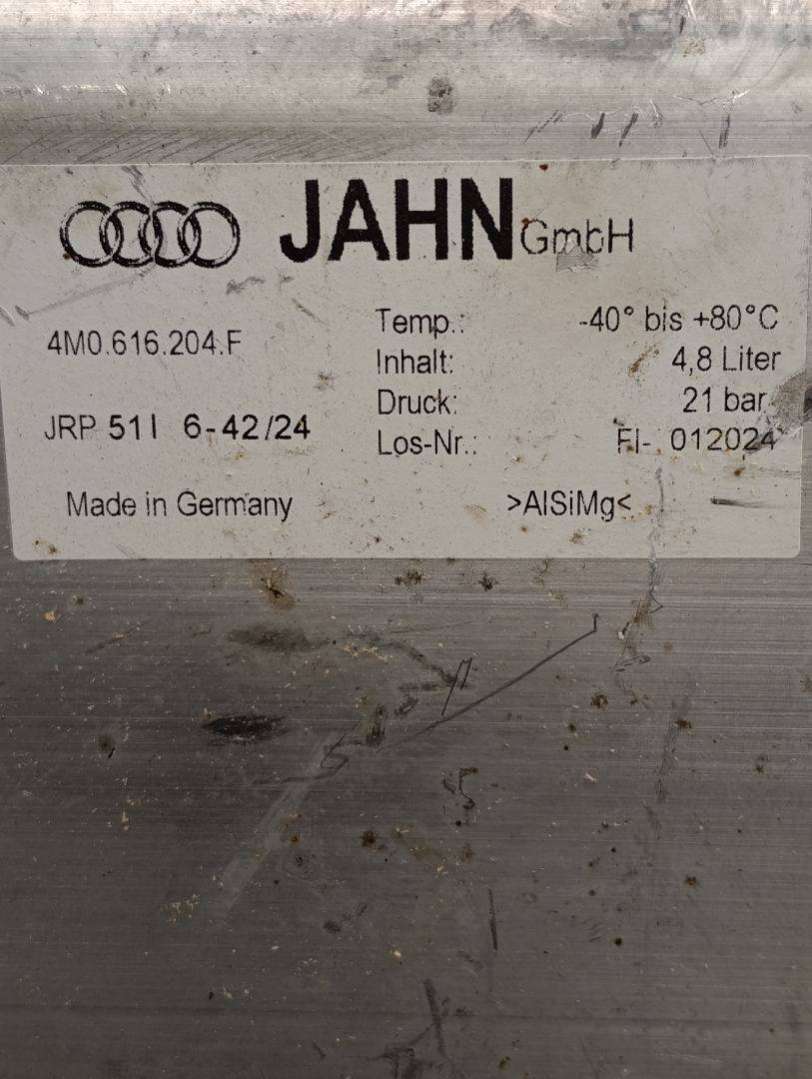 JAHN GmbH
4M0.616.204.F
JRP 51I 6-42/24
Made in Germany
Temp.: -40° bis +80°C
Inhalt: 4,8 Liter
Druck: 21 bar
Los-Nr.: FI- 012024
>AlSiMg<